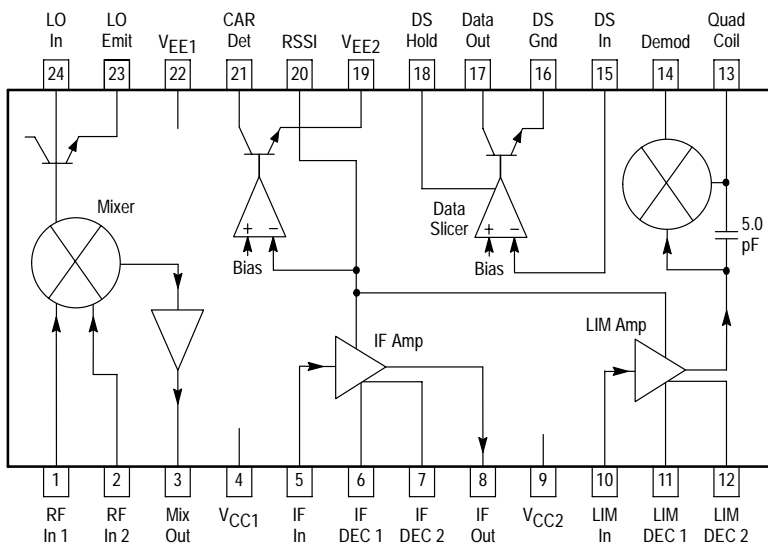 LO In
LO Emit
VEE1
CAR Det
RSSI
VEE2
DS Hold
Data Out
DS Gnd
DS In
Demod
Quad Coil
24 23 22 21 20 19 18 17 16 15 14 13
Mixer
+ –
Bias
Data Slicer
+ –
Bias
5.0 pF
IF Amp
LIM Amp
1 2 3 4 5 6 7 8 9 10 11 12
RF In 1
RF In 2
Mix Out
VCC1
IF In
IF DEC 1
IF DEC 2
IF Out
VCC2
LIM In
LIM DEC 1
LIM DEC 2